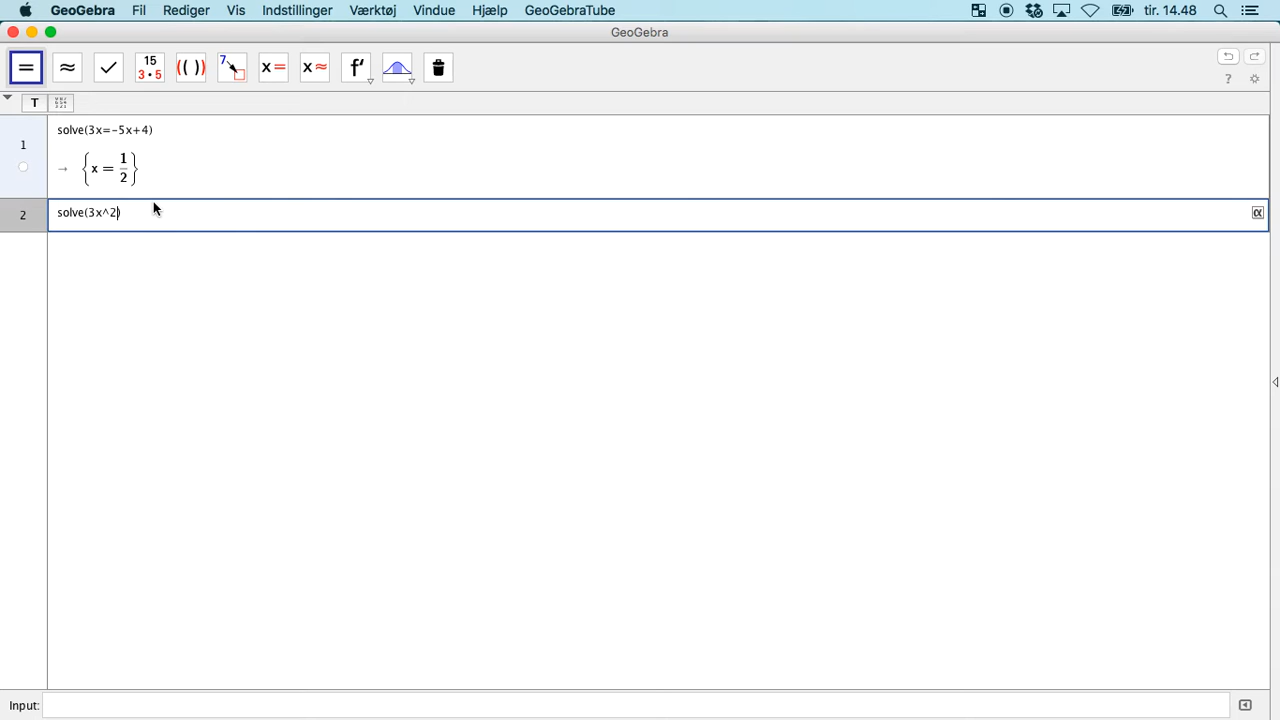 GeoGebra Fil Rediger Vis Indstillinger Værktøj Vindue Hjælp GeoGebraTube tir. 14.48
GeoGebra
= ≈ ✓ 15 3·5 (( )) 7 x= x≈ f′
?
T
1 solve(3x=-5x+4)
→ {x = 1/2}
2 solve(3x^2) α
Input: